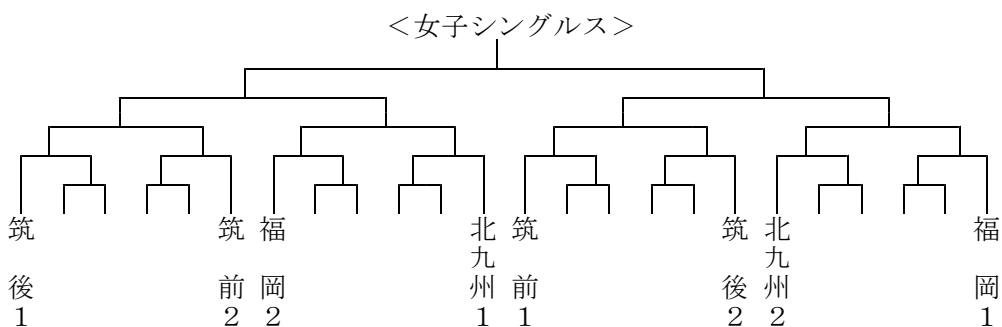 ＜女子シングルス＞
筑後１
筑前２
福岡２
北九州１
筑前１
筑後２
北九州２
福岡１